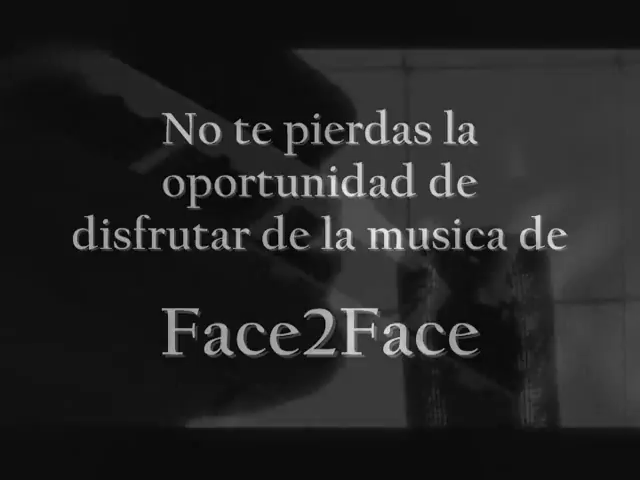 No te pierdas la
oportunidad de
disfrutar de la musica de
Face2Face